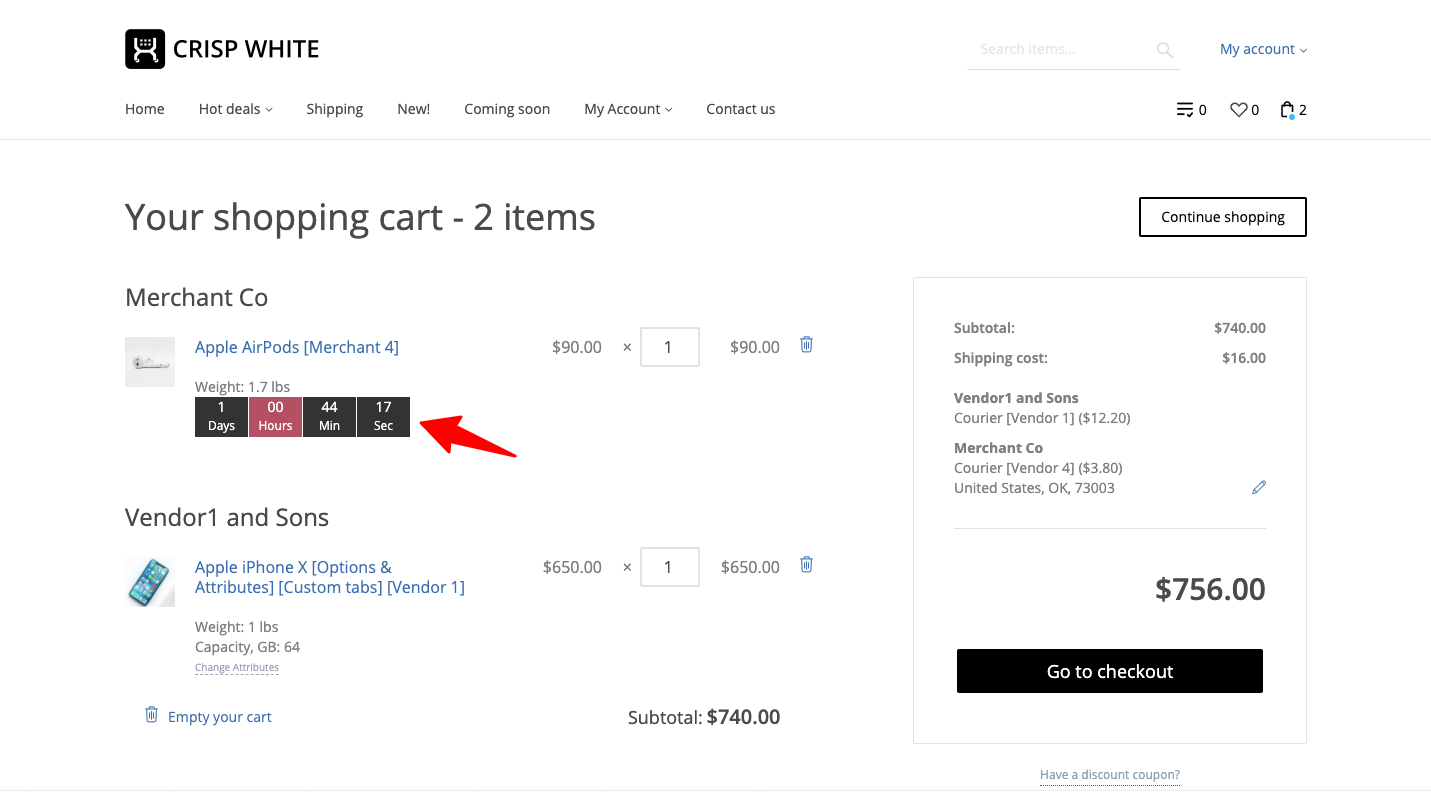 CRISP WHITE
Search items...
My account
Home Hot deals Shipping New! Coming soon My Account Contact us 0 0 2
Your shopping cart - 2 items
Continue shopping
Merchant Co
Apple AirPods [Merchant 4] $90.00 × 1 $90.00
Weight: 1.7 lbs
1 00 44 17
Days Hours Min Sec
Vendor1 and Sons
Apple iPhone X [Options & $650.00 × 1 $650.00
Attributes] [Custom tabs] [Vendor 1]
Weight: 1 lbs
Capacity, GB: 64
Change Attributes
Empty your cart Subtotal: $740.00
Subtotal: $740.00
Shipping cost: $16.00
Vendor1 and Sons
Courier [Vendor 1] ($12.20)
Merchant Co
Courier [Vendor 4] ($3.80)
United States, OK, 73003
$756.00
Go to checkout
Have a discount coupon?